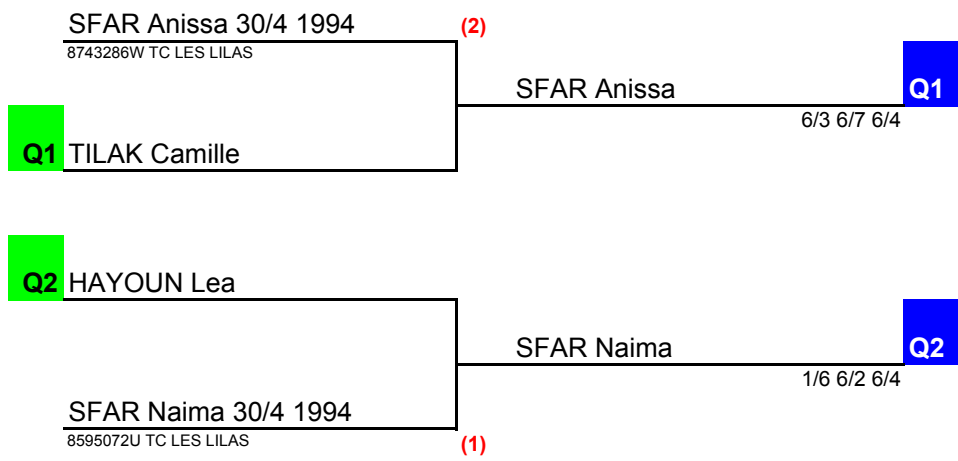 SFAR Anissa 30/4 1994 (2)
8743286W TC LES LILAS
SFAR Anissa Q1
6/3 6/7 6/4
Q1 TILAK Camille
Q2 HAYOUN Lea
SFAR Naima Q2
1/6 6/2 6/4
SFAR Naima 30/4 1994
8595072U TC LES LILAS (1)